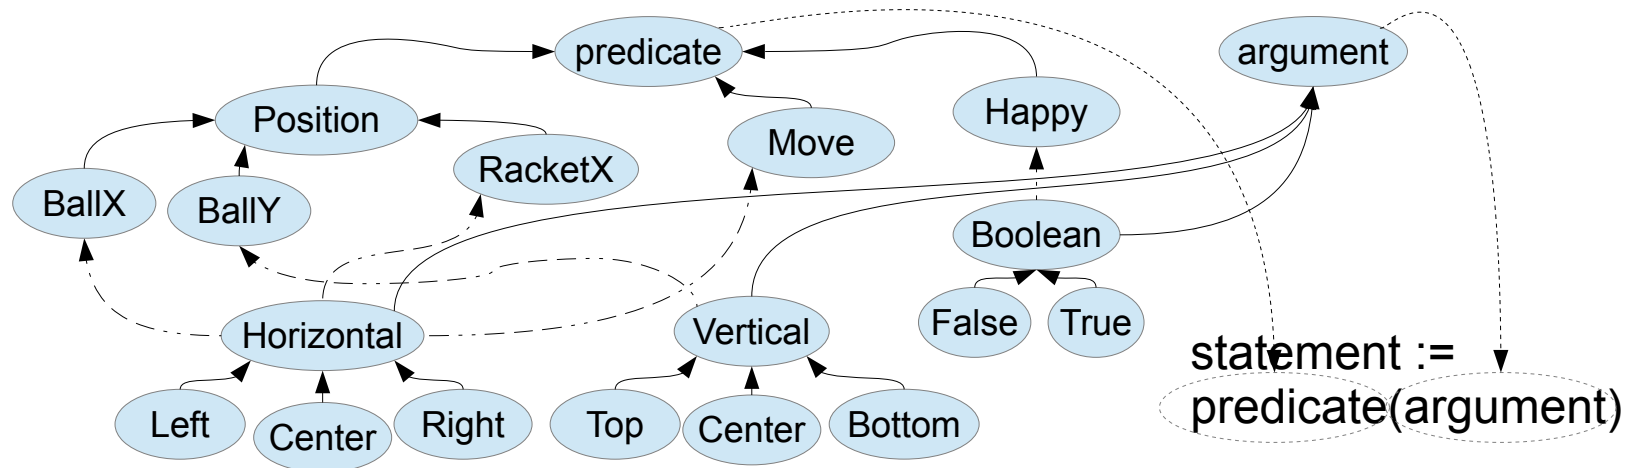 predicate
argument
Position
Happy
Move
RacketX
BallX
BallY
Boolean
False
True
Horizontal
Vertical
Left
Center
Right
Top
Center
Bottom
statement :=
predicate(argument)